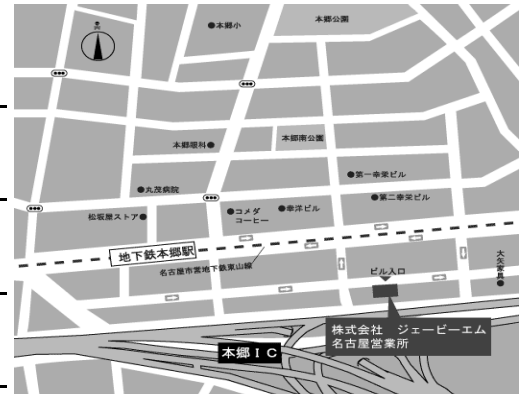 本郷公園
本郷小
本郷眼科
本郷南公園
第一幸栄ビル
丸茂病院
第二幸栄ビル
松坂屋ストア
コメダ
コーヒー
幸洋ビル
地下鉄本郷駅
名古屋市営地下鉄東山線
大矢家具
ビル入口
株式会社 ジェービーエム
名古屋営業所
本郷IC